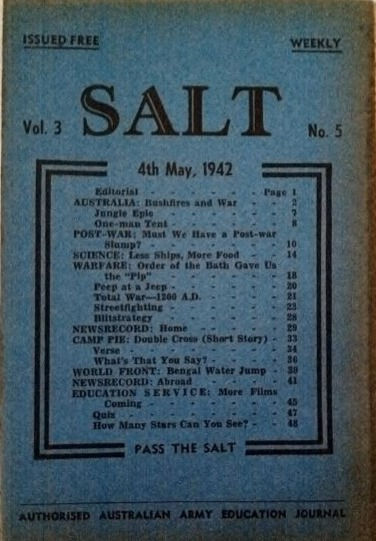 ISSUED FREE WEEKLY
SALT
Vol. 3 No. 5
4th May, 1942
Editorial - - - - - - Page 1
AUSTRALIA: Bushfires and War - 2
Jungle Epic - - - - - - 7
One-man Tent - - - - - - 8
POST-WAR: Must We Have a Post-war
Slump? - - - - - - 10
SCIENCE: Less Ships, More Food - 14
WARFARE: Order of the Bath Gave Us
the "Pip" - - - - - - 18
Peep at a Jeep - - - - - - 20
Total War—1200 A.D. - - - - 21
Streetfighting - - - - - - 23
Blitstrategy - - - - - - 28
NEWSRECORD: Home - - - - 29
CAMP PIE: Double Cross (Short Story) - 33
Verse - - - - - - 34
What's That You Say? - - - - 36
WORLD FRONT: Bengal Water Jump - 39
NEWSRECORD: Abroad - - - - 41
EDUCATION SERVICE: More Films
Coming - - - - - - 45
Quiz - - - - - - 47
How Many Stars Can You See? - - 48
PASS THE SALT
AUTHORISED AUSTRALIAN ARMY EDUCATION JOURNAL